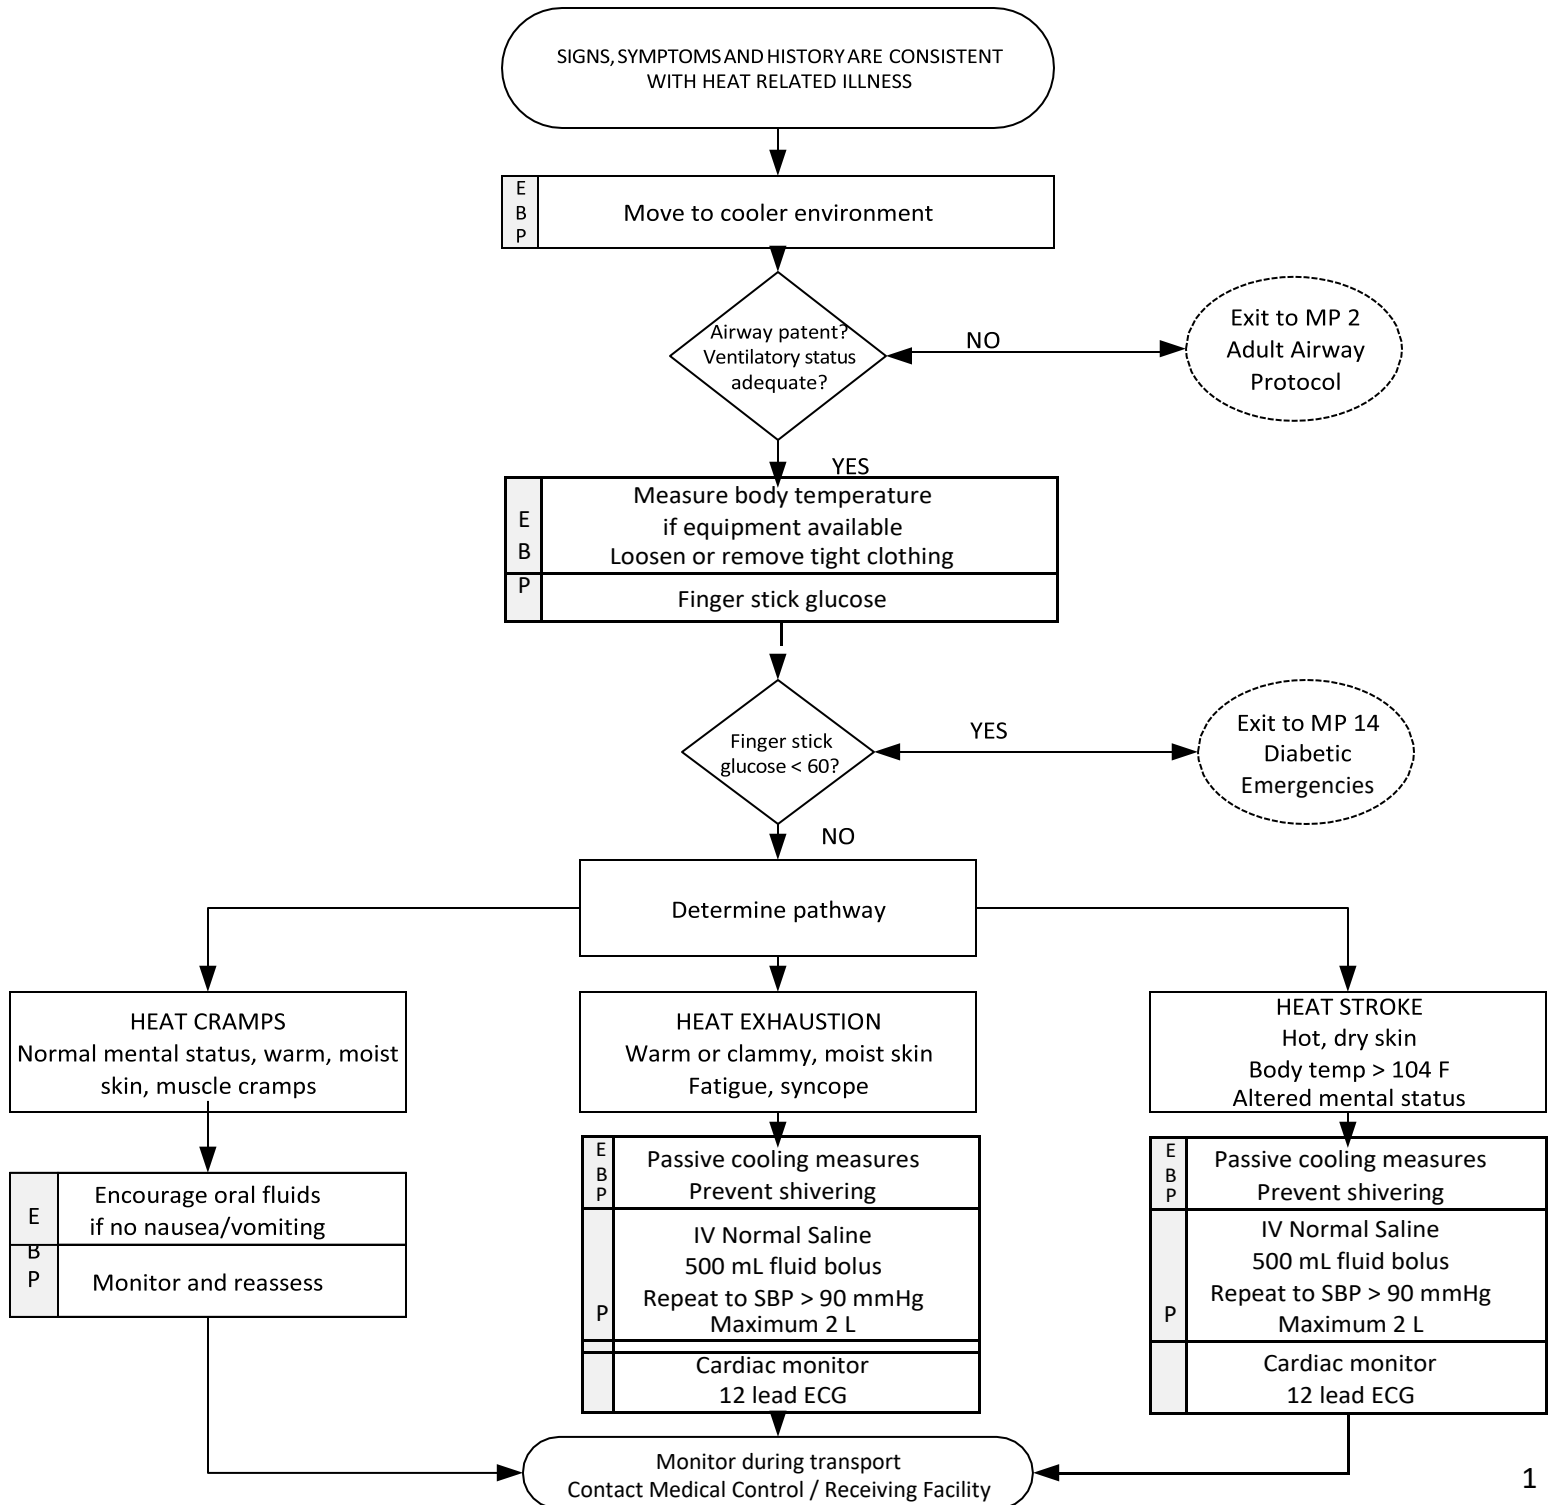 SIGNS, SYMPTOMS AND HISTORY ARE CONSISTENT
WITH HEAT RELATED ILLNESS
E
B
P
Move to cooler environment
Airway patent?
Ventilatory status
adequate?
NO
Exit to MP 2
Adult Airway
Protocol
YES
E
B
P
Measure body temperature
if equipment available
Loosen or remove tight clothing
Finger stick glucose
Finger stick
glucose < 60?
YES
Exit to MP 14
Diabetic
Emergencies
NO
Determine pathway
HEAT CRAMPS
Normal mental status, warm, moist
skin, muscle cramps
E
B
P
Encourage oral fluids
if no nausea/vomiting
Monitor and reassess
HEAT EXHAUSTION
Warm or clammy, moist skin
Fatigue, syncope
E
B
P
Passive cooling measures
Prevent shivering
P
IV Normal Saline
500 mL fluid bolus
Repeat to SBP > 90 mmHg
Maximum 2 L
Cardiac monitor
12 lead ECG
HEAT STROKE
Hot, dry skin
Body temp > 104 F
Altered mental status
E
B
P
Passive cooling measures
Prevent shivering
P
IV Normal Saline
500 mL fluid bolus
Repeat to SBP > 90 mmHg
Maximum 2 L
Cardiac monitor
12 lead ECG
Monitor during transport
Contact Medical Control / Receiving Facility
1